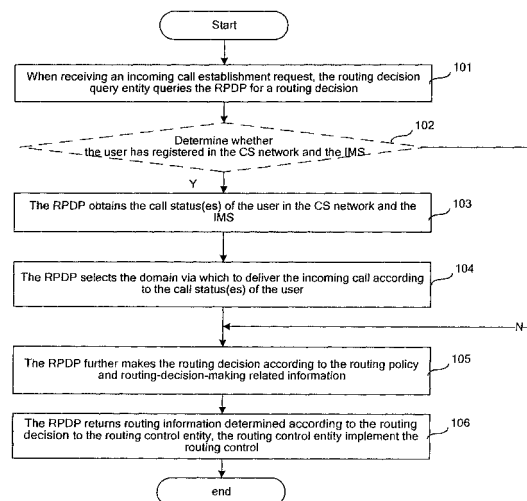 Start
101
When receiving an incoming call establishment request, the routing decision
query entity queries the RPDP for a routing decision
102
Determine whether
the user has registered in the CS network and the IMS
Y
103
The RPDP obtains the call status(es) of the user in the CS network and the
IMS
104
The RPDP selects the domain via which to deliver the incoming call according
to the call status(es) of the user
N
105
The RPDP further makes the routing decision according to the routing policy
and routing-decision-making related information
106
The RPDP returns routing information determined according to the routing
decision to the routing control entity, the routing control entity implement the
routing control
end